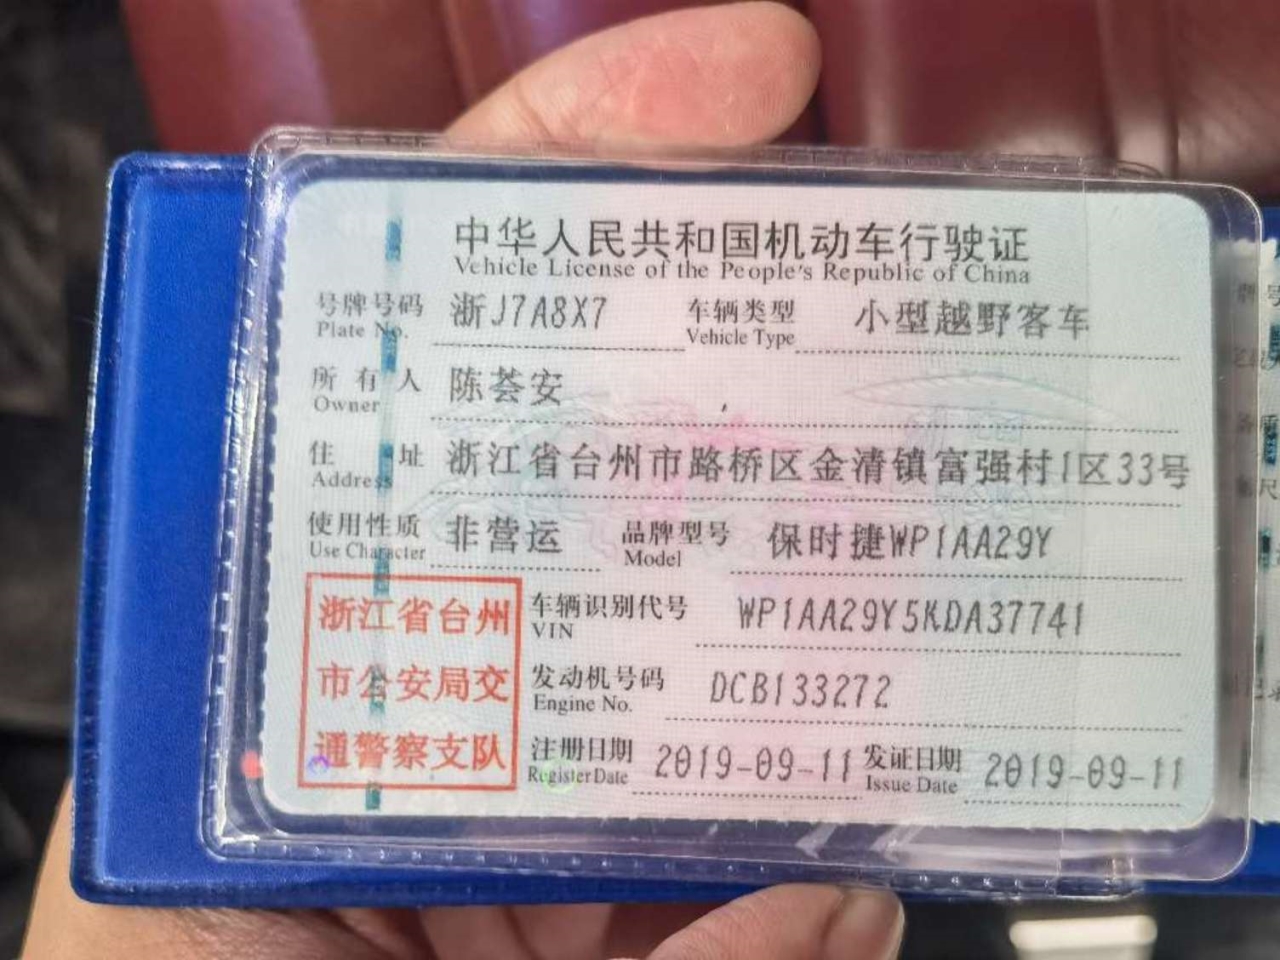 中华人民共和国机动车行驶证
Vehicle License of the People's Republic of China
号牌号码 浙J7A8X7 车辆类型 小型越野客车
Plate No. Vehicle Type
所有人 陈荟安
Owner
住址 浙江省台州市路桥区金清镇富强村1区33号
Address
使用性质 非营运 品牌型号 保时捷WP1AA29Y
Use Character Model
浙江省台州
市公安局交
通警察支队
车辆识别代号 WP1AA29Y5KDA37741
VIN
发动机号码 DCB133272
Engine No.
注册日期 2019-09-11 发证日期 2019-09-11
Register Date Issue Date